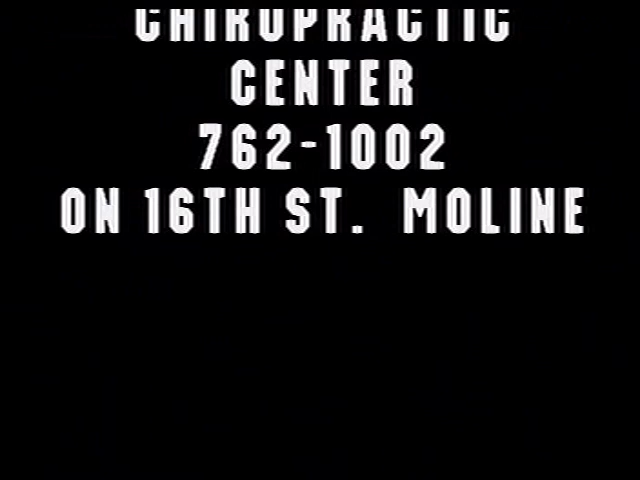 CHIROPRACTIC
CENTER
762-1002
ON 16TH ST. MOLINE